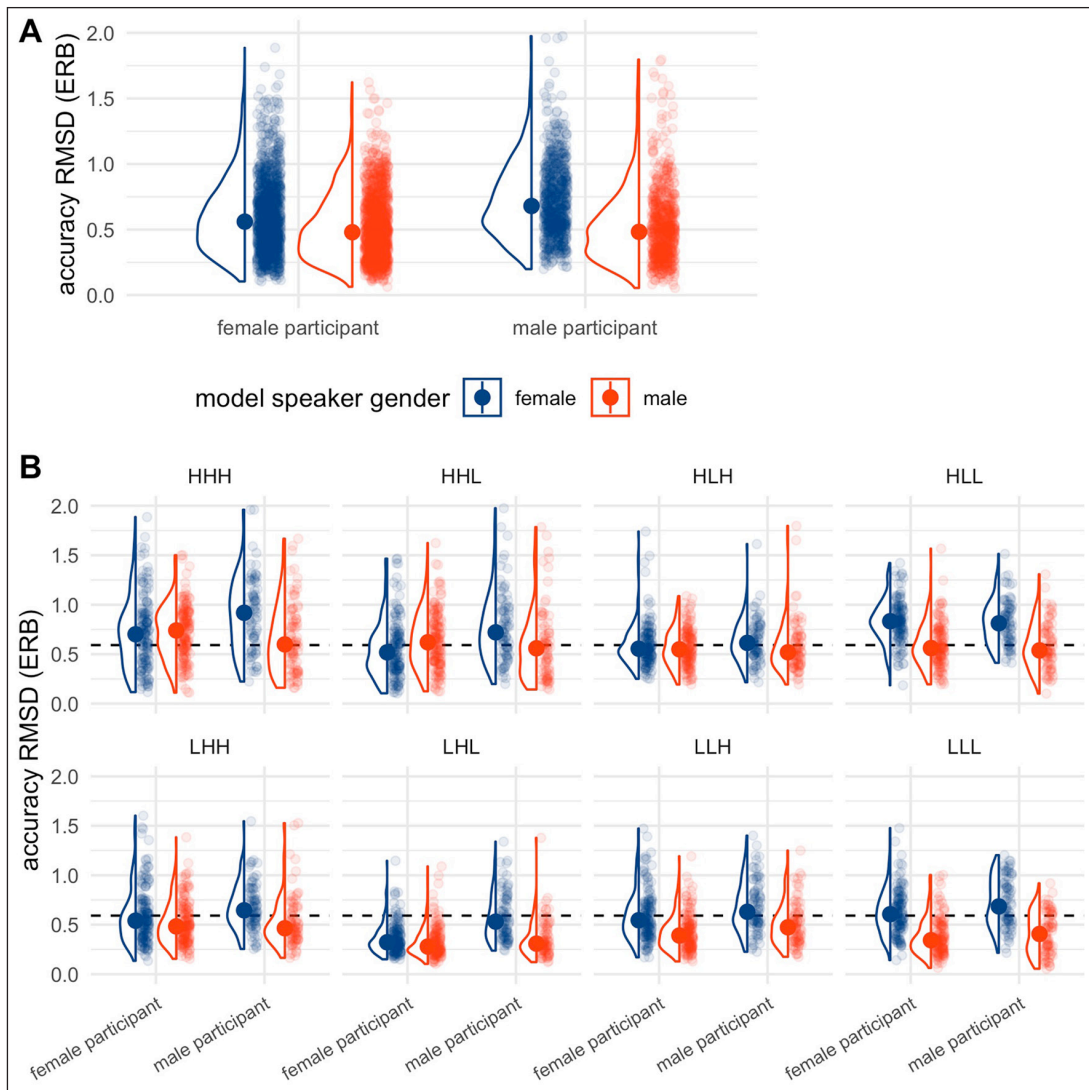 A
accuracy RMSD (ERB)
2.0
1.5
1.0
0.5
0.0
female participant male participant
model speaker gender female male
B
accuracy RMSD (ERB)
HHH HHL HLH HLL
2.0
1.5
1.0
0.5
0.0
LHH LHL LLH LLL
2.0
1.5
1.0
0.5
0.0
female participant male participant female participant male participant female participant male participant female participant male participant